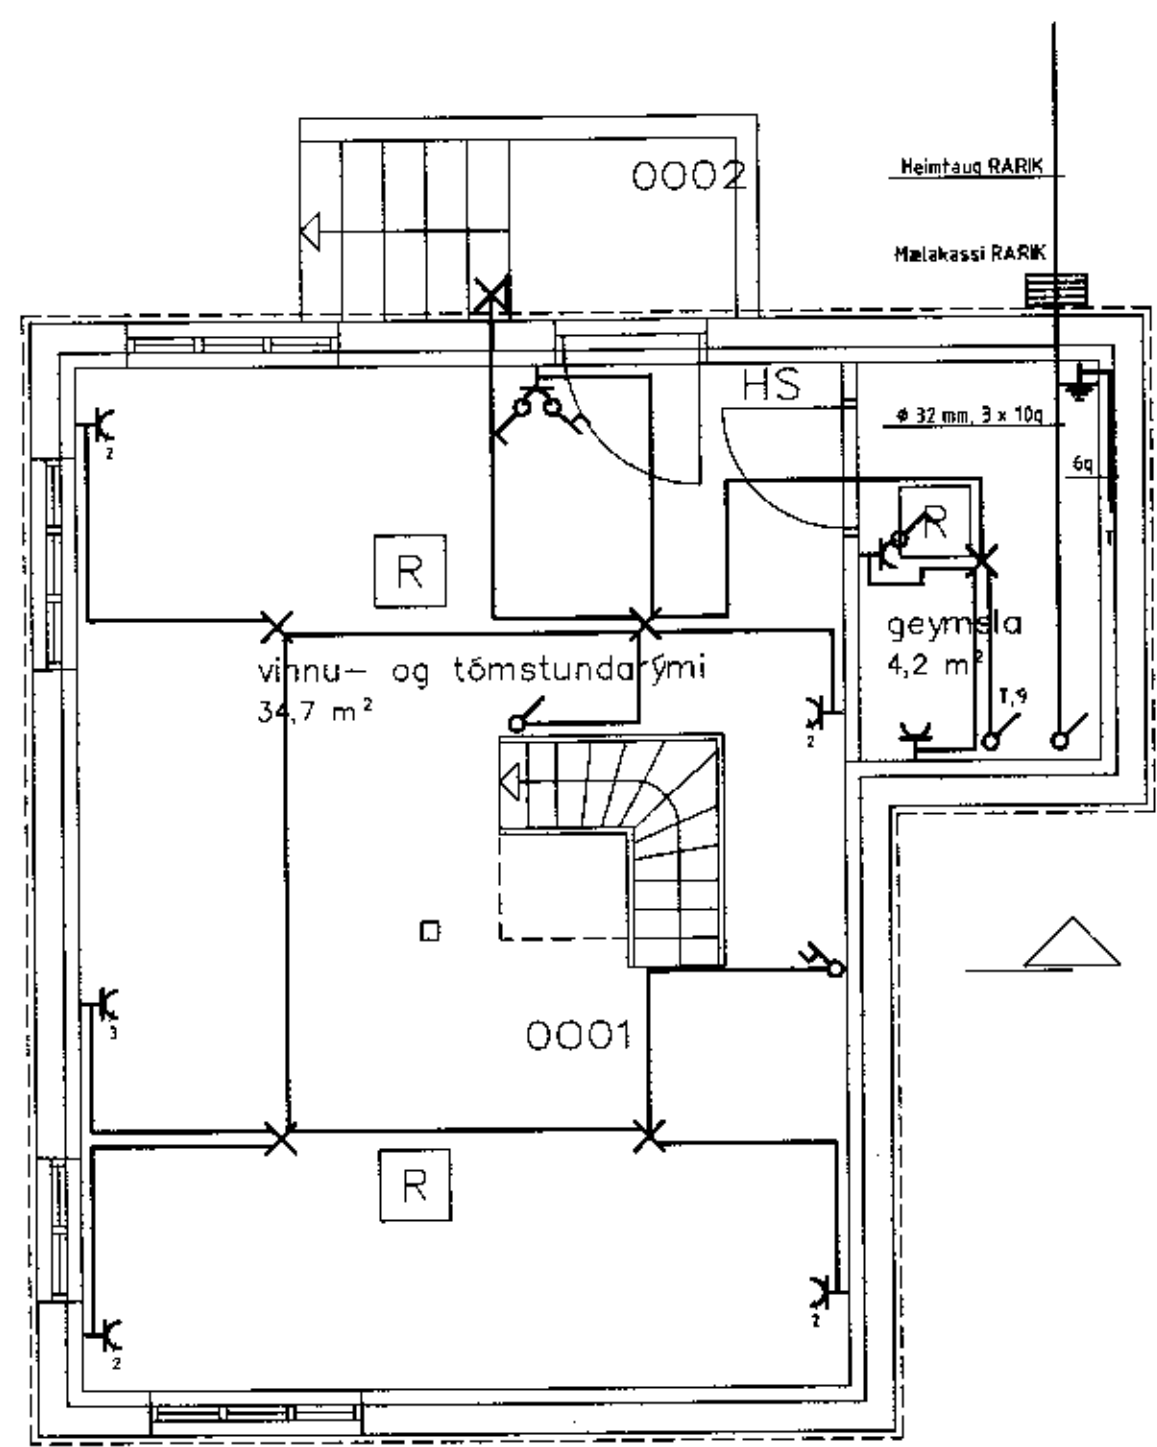 0002
Heimtaug RARIK
Mælakassi RARIK
HS
ϕ 32 mm, 3 x 10q
6q
2
R
R
T
vinnu- og tómstundarými
34,7 m²
geymsla
4,2 m²
T,9
2
3
0001
R
2
2